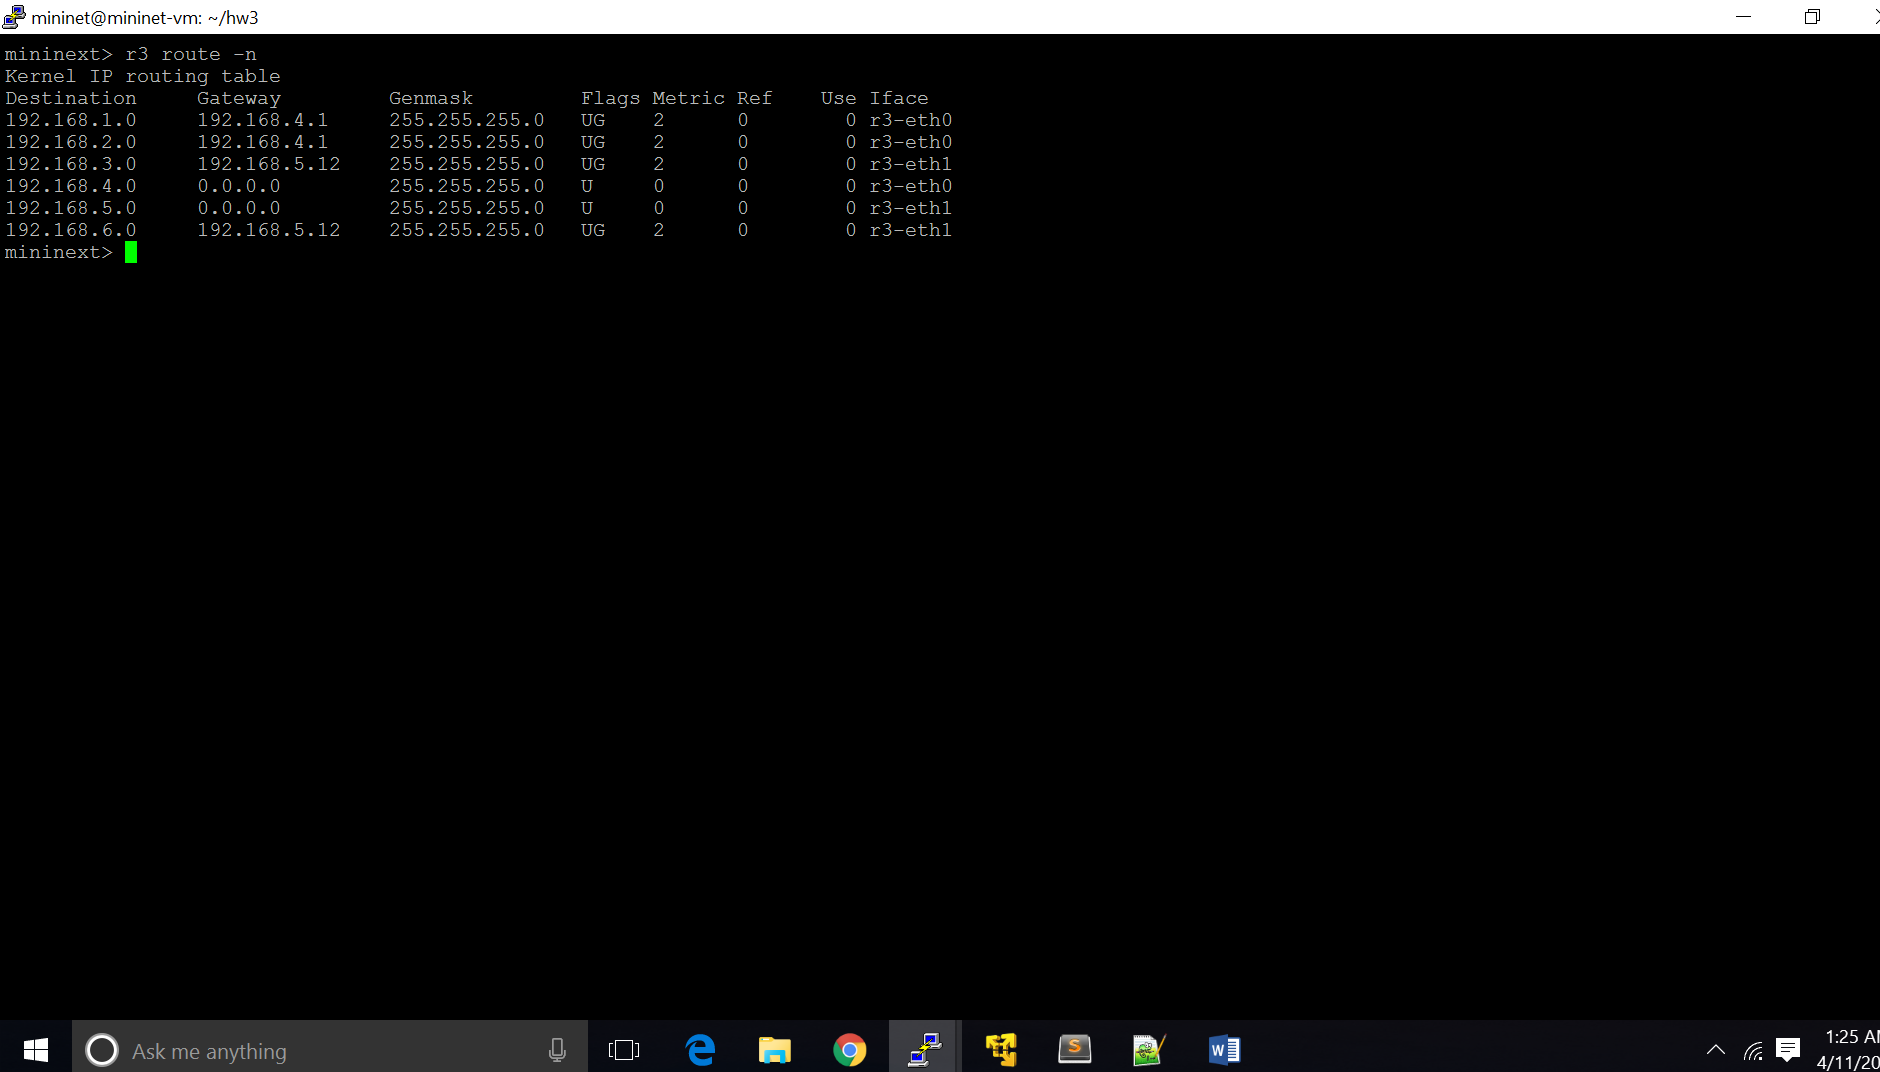 mininet@mininet-vm: ~/hw3
mininext> r3 route -n
Kernel IP routing table
Destination     Gateway         Genmask         Flags Metric Ref    Use Iface
192.168.1.0     192.168.4.1     255.255.255.0   UG    2      0        0 r3-eth0
192.168.2.0     192.168.4.1     255.255.255.0   UG    2      0        0 r3-eth0
192.168.3.0     192.168.5.12    255.255.255.0   UG    2      0        0 r3-eth1
192.168.4.0     0.0.0.0         255.255.255.0   U     0      0        0 r3-eth0
192.168.5.0     0.0.0.0         255.255.255.0   U     0      0        0 r3-eth1
192.168.6.0     192.168.5.12    255.255.255.0   UG    2      0        0 r3-eth1
mininext>
Ask me anything
1:25 A
4/11/20